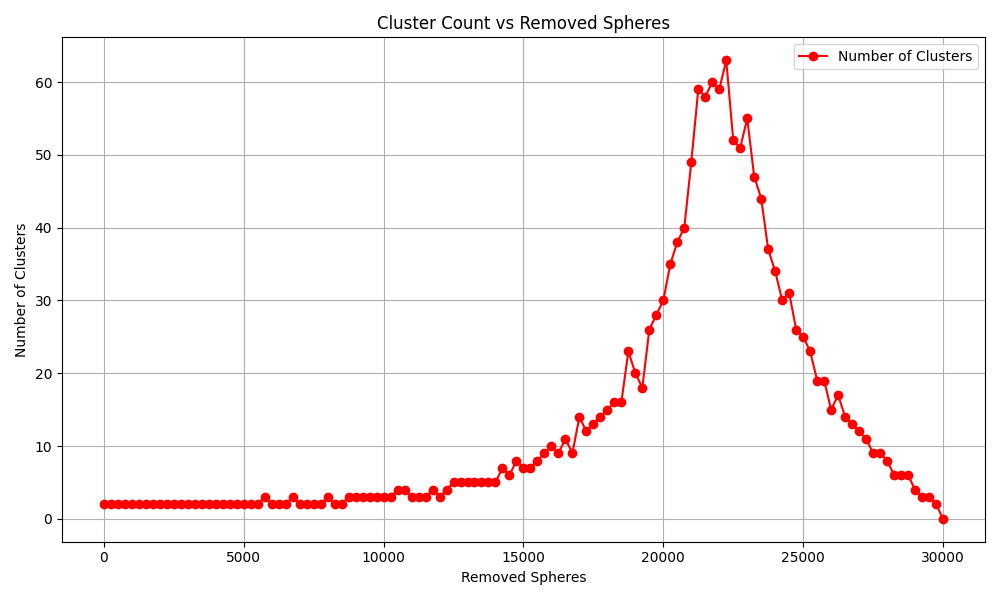 Cluster Count vs Removed Spheres
Number of Clusters
Number of Clusters
60
50
40
30
20
10
0
0 5000 10000 15000 20000 25000 30000
Removed Spheres